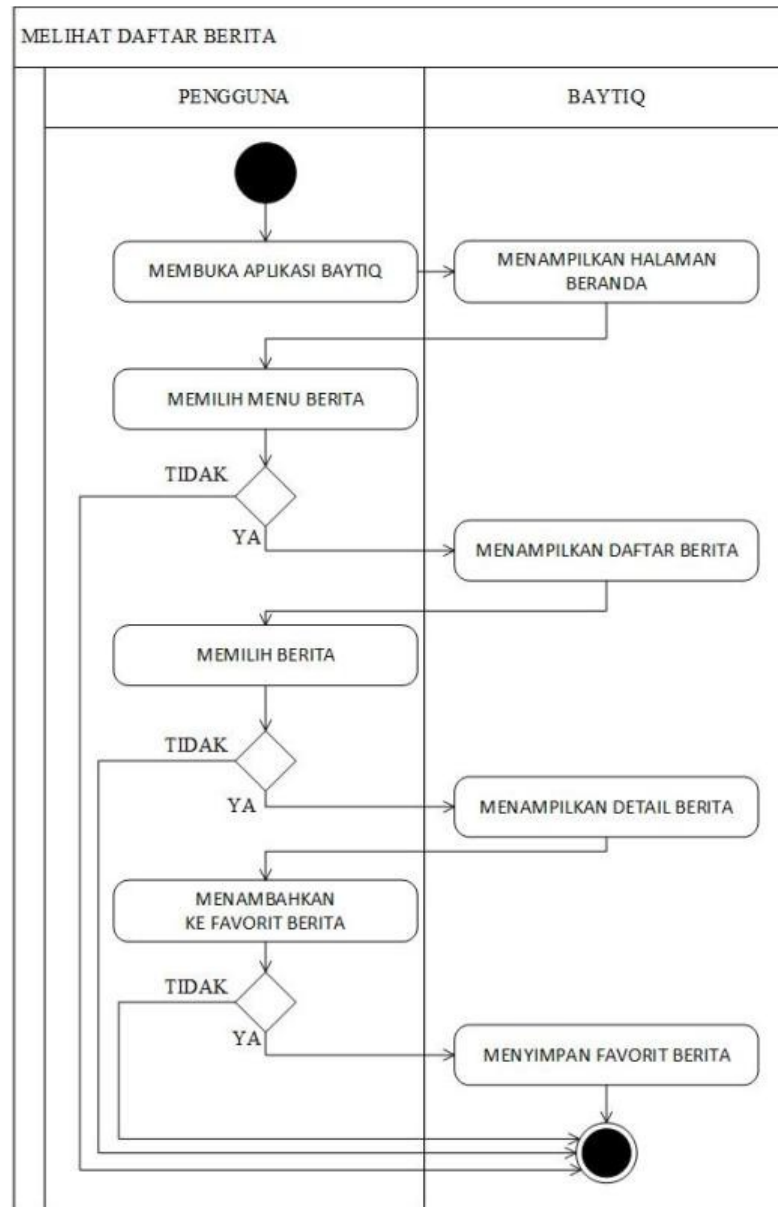 MELIHAT DAFTAR BERITA
PENGGUNA
BAYTIQ
MEMBUKA APLIKASI BAYTIQ
MENAMPILKAN HALAMAN
BERANDA
MEMILIH MENU BERITA
TIDAK
YA
MENAMPILKAN DAFTAR BERITA
MEMILIH BERITA
TIDAK
YA
MENAMPILKAN DETAIL BERITA
MENAMBAHKAN
KE FAVORIT BERITA
TIDAK
YA
MENYIMPAN FAVORIT BERITA